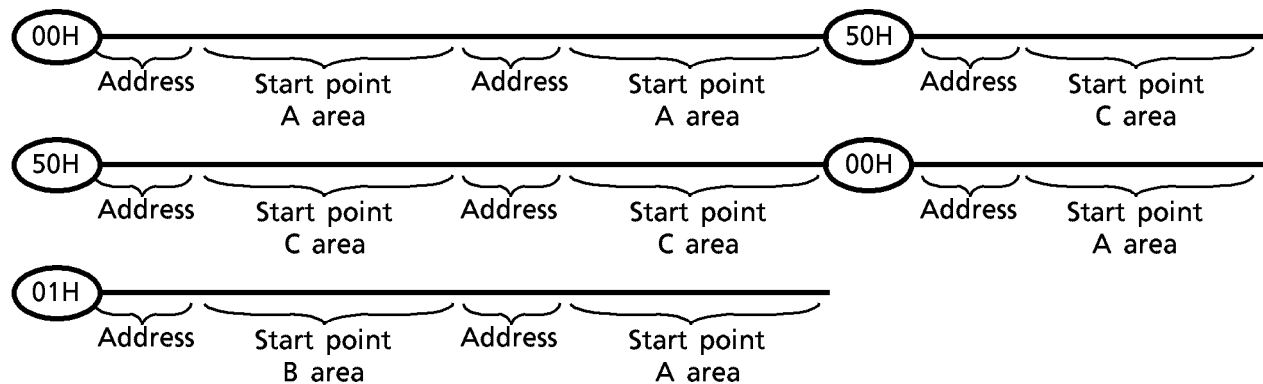 00H 50H
Address Start point Address Start point Address Start point
A area A area C area
50H 00H
Address Start point Address Start point Address Start point
C area C area A area
01H
Address Start point Address Start point
B area A area